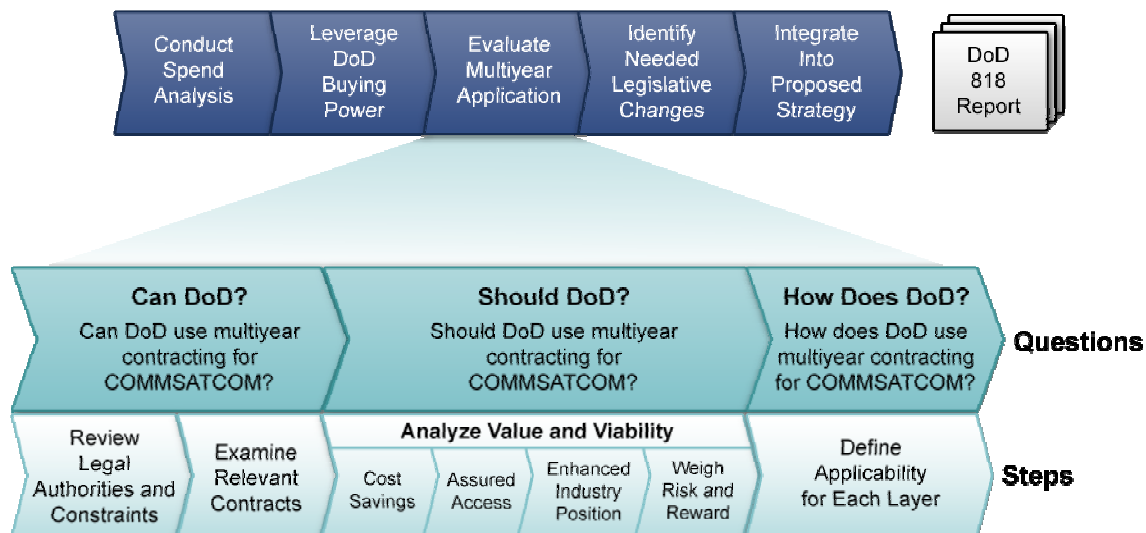 Conduct
Spend
Analysis
Leverage
DoD
Buying
Power
Evaluate
Multiyear
Application
Identify
Needed
Legislative
Changes
Integrate
Into
Proposed
Strategy
DoD
818
Report
Can DoD?
Can DoD use multiyear
contracting for
COMMSATCOM?
Should DoD?
Should DoD use multiyear
contracting for
COMMSATCOM?
How Does DoD?
How does DoD use
multiyear contracting
for COMMSATCOM?
Questions
Review
Legal
Authorities and
Constraints
Examine
Relevant
Contracts
Analyze Value and Viability
Cost
Savings
Assured
Access
Enhanced
Industry
Position
Weigh
Risk and
Reward
Define
Applicability
for Each Layer
Steps